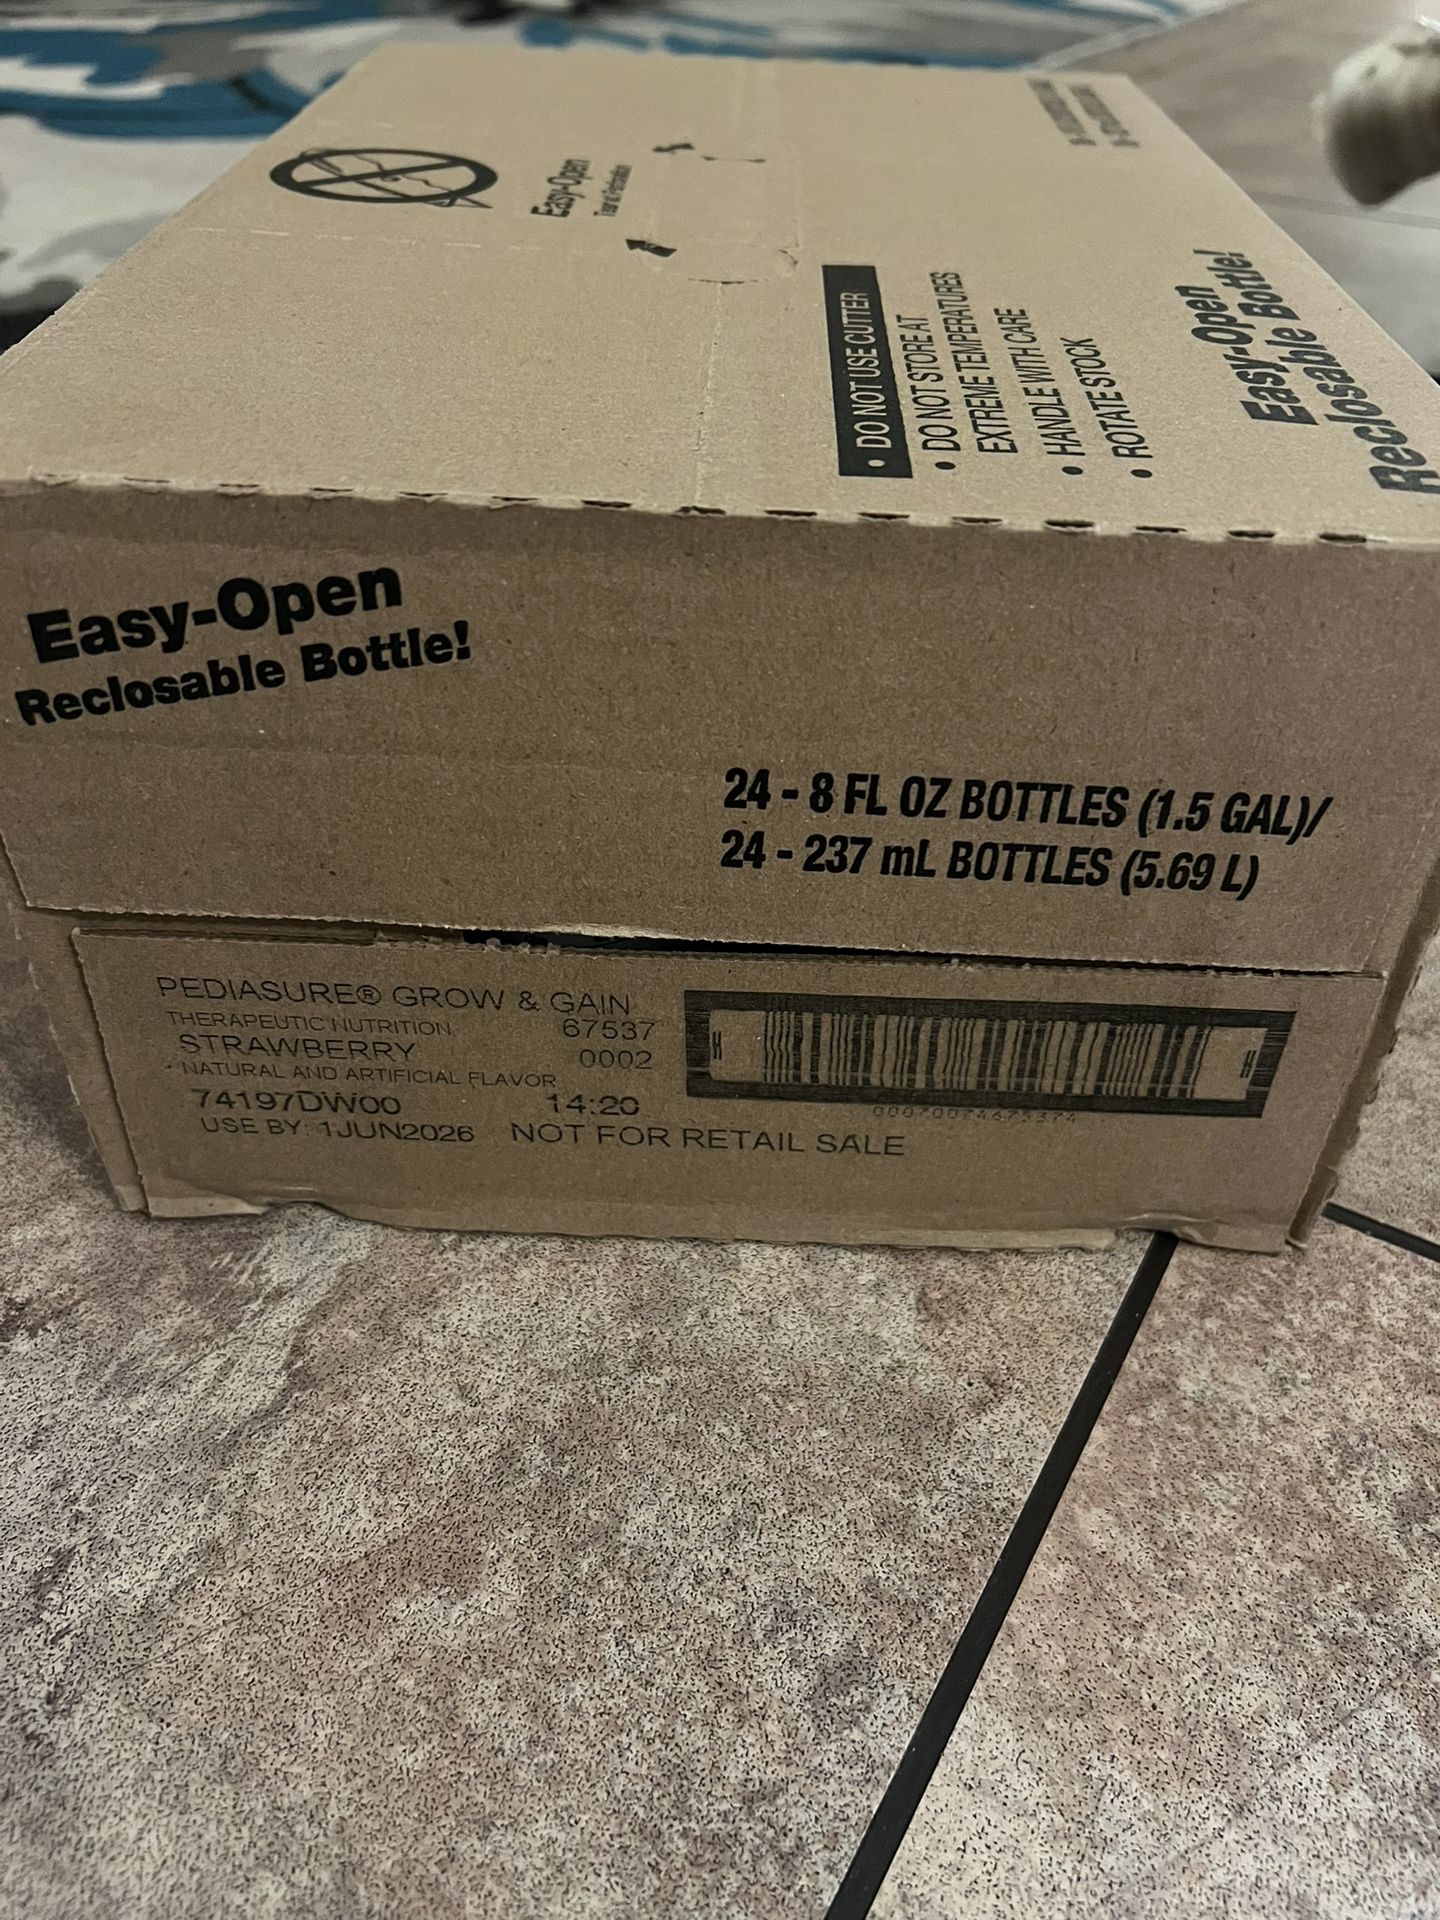 Easy-Open
• DO NOT USE CUTTER
• DO NOT STORE AT
EXTREME TEMPERATURES
• HANDLE WITH CARE
• ROTATE STOCK
Easy-Open
Reclosable Bottle!
Easy-Open
Reclosable Bottle!
24 - 8 FL OZ BOTTLES (1.5 GAL)/
24 - 237 mL BOTTLES (5.69 L)
PEDIASURE® GROW & GAIN
THERAPEUTIC NUTRITION 67537
STRAWBERRY 0002
• NATURAL AND ARTIFICIAL FLAVOR
74197DW00 14:20
USE BY: 1JUN2026 NOT FOR RETAIL SALE
H H
00070074675374